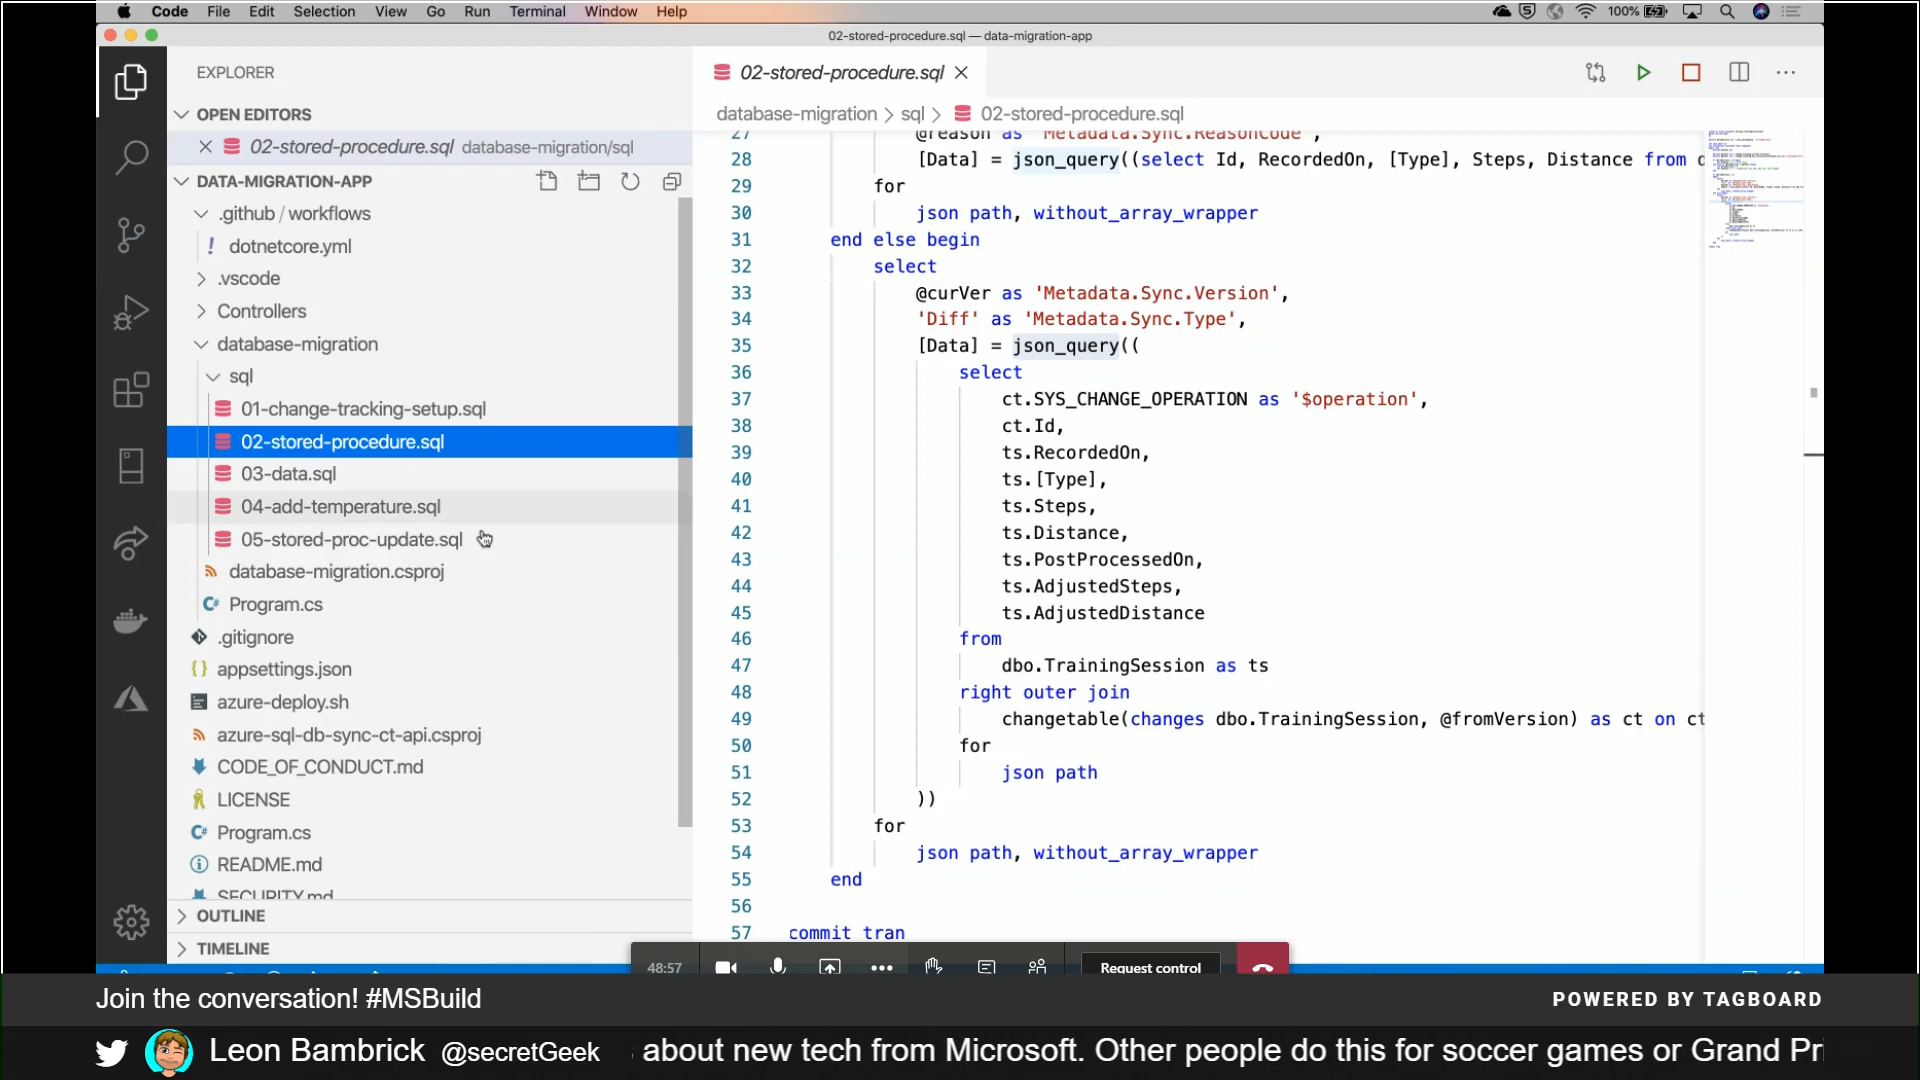 Code File Edit Selection View Go Run Terminal Window Help 100%
02-stored-procedure.sql — data-migration-app
EXPLORER
OPEN EDITORS
02-stored-procedure.sql database-migration/sql
DATA-MIGRATION-APP
.github / workflows
! dotnetcore.yml
.vscode
Controllers
database-migration
sql
01-change-tracking-setup.sql
02-stored-procedure.sql
03-data.sql
04-add-temperature.sql
05-stored-proc-update.sql
database-migration.csproj
C# Program.cs
.gitignore
{} appsettings.json
azure-deploy.sh
azure-sql-db-sync-ct-api.csproj
CODE_OF_CONDUCT.md
LICENSE
C# Program.cs
README.md
SECURITY.md
OUTLINE
TIMELINE
02-stored-procedure.sql
database-migration > sql > 02-stored-procedure.sql
27 @reason as 'Metadata.Sync.ReasonCode',
28 [Data] = json_query((select Id, RecordedOn, [Type], Steps, Distance from
29 for
30 json path, without_array_wrapper
31 end else begin
32 select
33 @curVer as 'Metadata.Sync.Version',
34 'Diff' as 'Metadata.Sync.Type',
35 [Data] = json_query((
36 select
37 ct.SYS_CHANGE_OPERATION as '$operation',
38 ct.Id,
39 ts.RecordedOn,
40 ts.[Type],
41 ts.Steps,
42 ts.Distance,
43 ts.PostProcessedOn,
44 ts.AdjustedSteps,
45 ts.AdjustedDistance
46 from
47 dbo.TrainingSession as ts
48 right outer join
49 changetable(changes dbo.TrainingSession, @fromVersion) as ct on ct
50 for
51 json path
52 ))
53 for
54 json path, without_array_wrapper
55 end
56
57 commit tran
48:57 Request control
Join the conversation! #MSBuild
POWERED BY TAGBOARD
Leon Bambrick @secretGeek about new tech from Microsoft. Other people do this for soccer games or Grand Pri